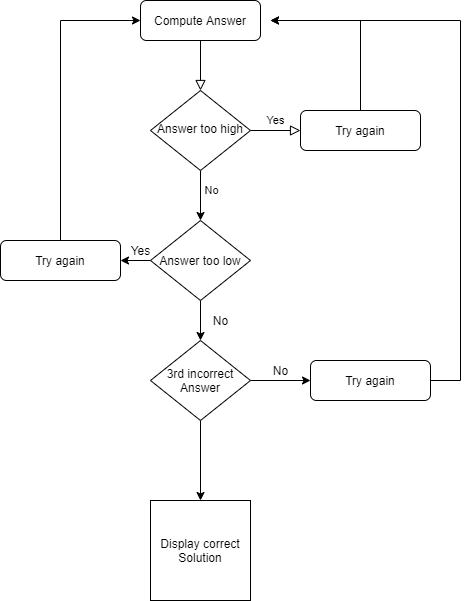 Compute Answer
Answer too high
Yes
Try again
No
Try again
Yes
Answer too low
No
3rd incorrect
Answer
No
Try again
Display correct
Solution